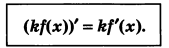 (kf(x))′ = kf′(x).